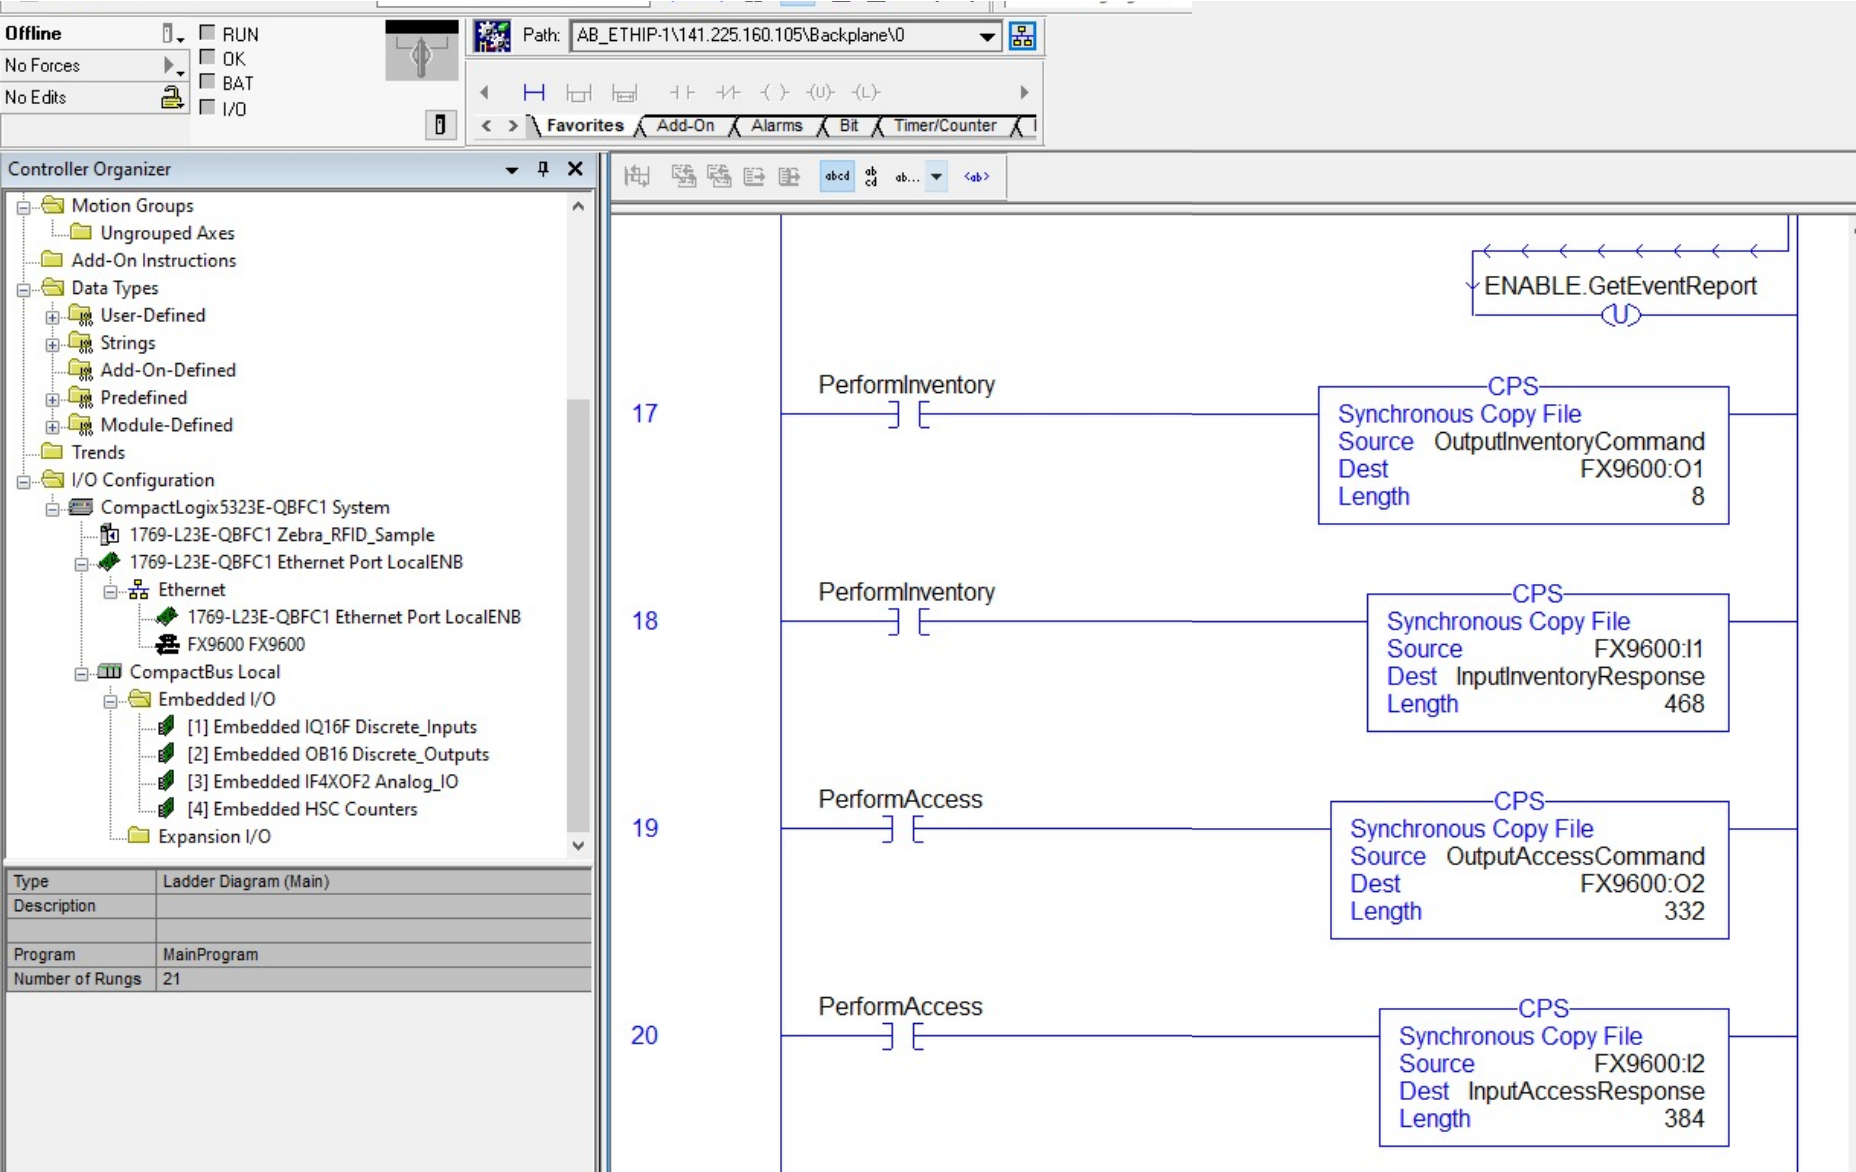 Offline
RUN
No Forces
OK
No Edits
BAT
I/O
Path: AB_ETHIP-1\141.225.160.105\Backplane\0
Favorites
Add-On
Alarms
Bit
Timer/Counter
Controller Organizer
abcd
ab
cd
ab...
<ab>
Motion Groups
Ungrouped Axes
Add-On Instructions
Data Types
User-Defined
Strings
Add-On-Defined
Predefined
Module-Defined
Trends
I/O Configuration
CompactLogix5323E-QBFC1 System
1769-L23E-QBFC1 Zebra_RFID_Sample
1769-L23E-QBFC1 Ethernet Port LocalENB
Ethernet
1769-L23E-QBFC1 Ethernet Port LocalENB
FX9600 FX9600
CompactBus Local
Embedded I/O
[1] Embedded IQ16F Discrete_Inputs
[2] Embedded OB16 Discrete_Outputs
[3] Embedded IF4XOF2 Analog_IO
[4] Embedded HSC Counters
Expansion I/O
Type Ladder Diagram (Main)
Description
Program MainProgram
Number of Rungs 21
ENABLE.GetEventReport
U
17
PerformInventory
CPS
Synchronous Copy File
Source OutputInventoryCommand
Dest FX9600:O1
Length 8
18
PerformInventory
CPS
Synchronous Copy File
Source FX9600:I1
Dest InputInventoryResponse
Length 468
19
PerformAccess
CPS
Synchronous Copy File
Source OutputAccessCommand
Dest FX9600:O2
Length 332
20
PerformAccess
CPS
Synchronous Copy File
Source FX9600:I2
Dest InputAccessResponse
Length 384